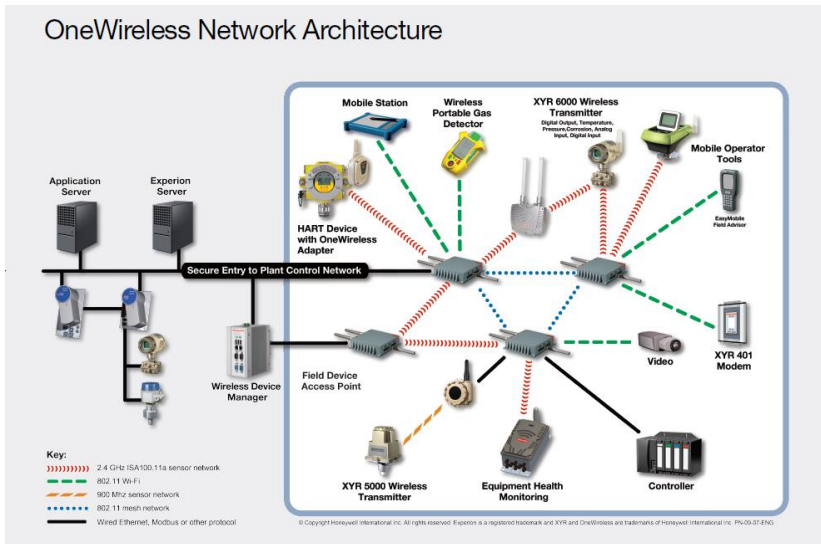 OneWireless Network Architecture
Mobile Station
Wireless
Portable Gas
Detector
XYR 6000 Wireless
Transmitter
Digital Output, Temperature,
Pressure,Corrosion, Analog
Input, Digital Input
Mobile Operator
Tools
EasyMobile
Field Advisor
Application
Server
Experion
Server
HART Device
with OneWireless
Adapter
Secure Entry to Plant Control Network
Wireless Device
Manager
Field Device
Access Point
Video
XYR 401
Modem
XYR 5000 Wireless
Transmitter
Equipment Health
Monitoring
Controller
Key:
2.4 GHz ISA100.11a sensor network
802.11 Wi-Fi
900 Mhz sensor network
802 11 mesh network
Wired Ethernet, Modbus or other protocol
© Copyright Honeywell International Inc. All rights reserved. Experion is a registered trademark and XYR and OneWireless are trademarks of Honeywell International Inc. PN-09-37-ENG